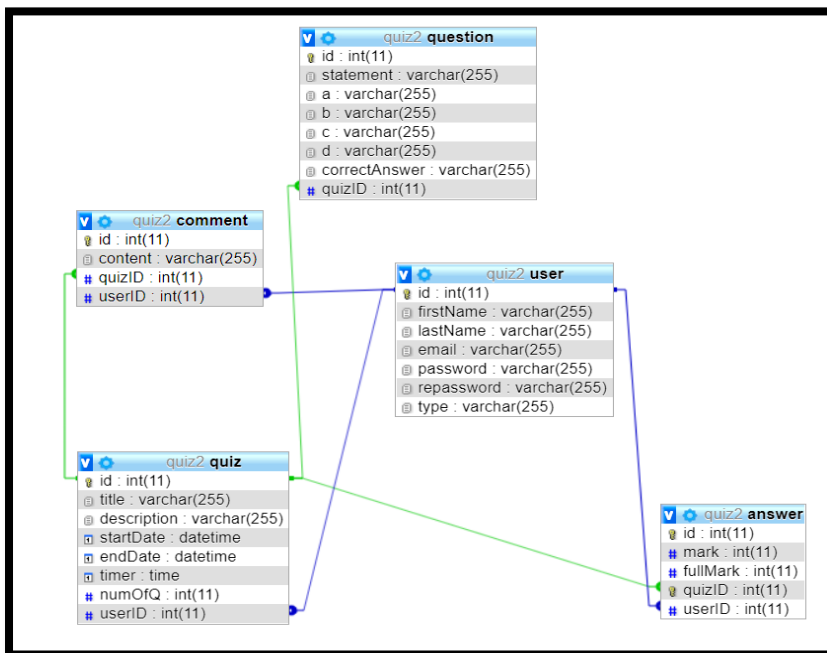 quiz2 question
id : int(11)
statement : varchar(255)
a : varchar(255)
b : varchar(255)
c : varchar(255)
d : varchar(255)
correctAnswer : varchar(255)
# quizID : int(11)
quiz2 comment
id : int(11)
content : varchar(255)
# quizID : int(11)
# userID : int(11)
quiz2 user
id : int(11)
firstName : varchar(255)
lastName : varchar(255)
email : varchar(255)
password : varchar(255)
repassword : varchar(255)
type : varchar(255)
quiz2 quiz
id : int(11)
title : varchar(255)
description : varchar(255)
startDate : datetime
endDate : datetime
timer : time
# numOfQ : int(11)
# userID : int(11)
quiz2 answer
id : int(11)
# mark : int(11)
# fullMark : int(11)
quizID : int(11)
# userID : int(11)